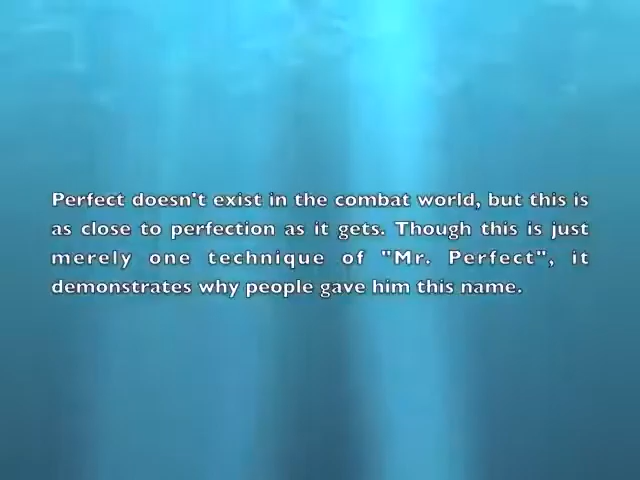 Perfect doesn't exist in the combat world, but this is
as close to perfection as it gets. Though this is just
merely one technique of "Mr. Perfect", it
demonstrates why people gave him this name.